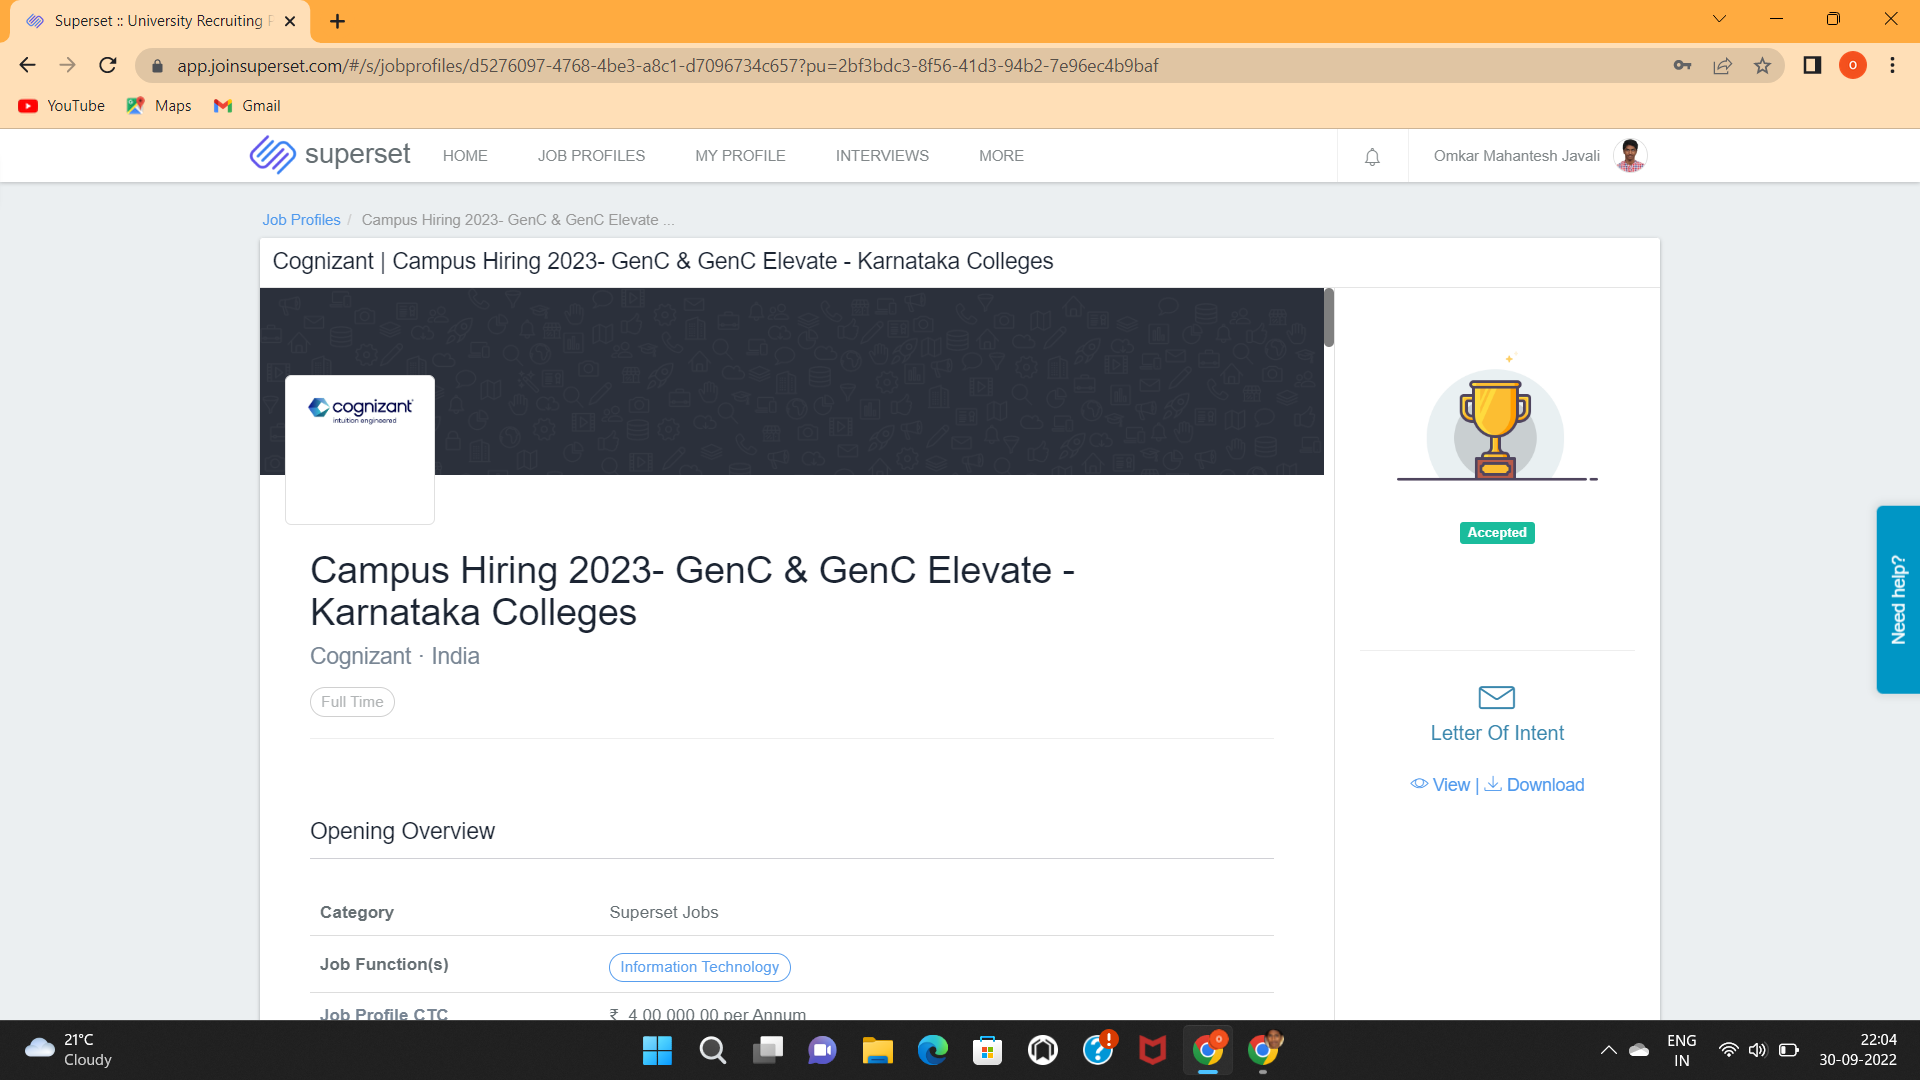 Superset :: University Recruiting
app.joinsuperset.com/#/s/jobprofiles/d5276097-4768-4be3-a8c1-d7096734c657?pu=2bf3bdc3-8f56-41d3-94b2-7e96ec4b9baf
O
YouTube Maps Gmail
superset HOME JOB PROFILES MY PROFILE INTERVIEWS MORE Omkar Mahantesh Javali
Job Profiles / Campus Hiring 2023- GenC & GenC Elevate ...
Cognizant | Campus Hiring 2023- GenC & GenC Elevate - Karnataka Colleges
cognizant
intuition engineered
Accepted
Campus Hiring 2023- GenC & GenC Elevate -
Karnataka Colleges
Cognizant · India
Full Time
Letter Of Intent
View | Download
Need help?
Opening Overview
Category Superset Jobs
Job Function(s) Information Technology
Job Profile CTC ₹ 4,00,000.00 per Annum
21°C
Cloudy
ENG
IN
22:04
30-09-2022